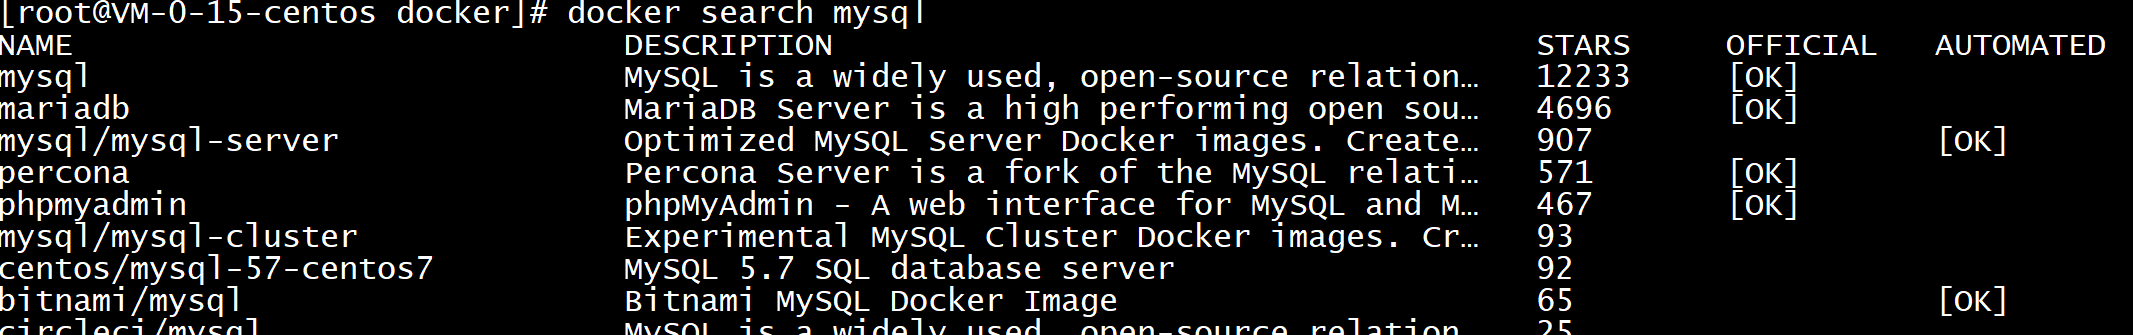 [root@VM-0-15-centos docker]# docker search mysql
NAME DESCRIPTION STARS OFFICIAL AUTOMATED
mysql MySQL is a widely used, open-source relation… 12233 [OK]
mariadb MariaDB Server is a high performing open sou… 4696 [OK]
mysql/mysql-server Optimized MySQL Server Docker images. Create… 907 [OK]
percona Percona Server is a fork of the MySQL relati… 571 [OK]
phpmyadmin phpMyAdmin - A web interface for MySQL and M… 467 [OK]
mysql/mysql-cluster Experimental MySQL Cluster Docker images. Cr… 93
centos/mysql-57-centos7 MySQL 5.7 SQL database server 92
bitnami/mysql Bitnami MySQL Docker Image 65 [OK]
circleci/mysql MySQL is a widely used, open-source relation… 25